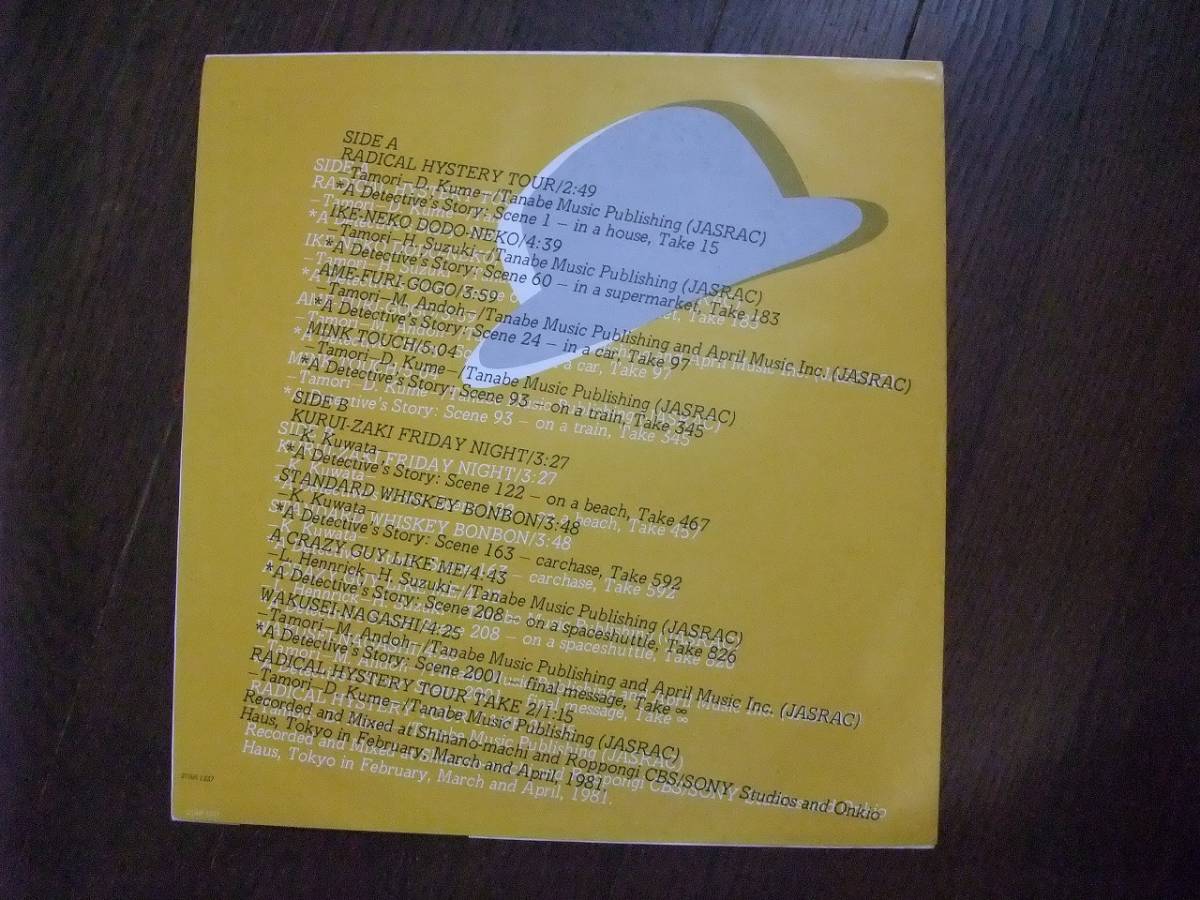 SIDE A
RADICAL HYSTERY TOUR/2:49
—Tamori—D. Kume—/Tanabe Music Publishing (JASRAC)
*A Detective's Story: Scene 1 — in a house, Take 15
IKE-NEKO DODO-NEKO/4:39
—Tamori—H. Suzuki—/Tanabe Music Publishing (JASRAC)
*A Detective's Story: Scene 60 — in a supermarket, Take 183
AME-FURI-GOGO/3:59
—Tamori—M. Andoh—/Tanabe Music Publishing and April Music Inc. (JASRAC)
*A Detective's Story: Scene 24 — in a car, Take 97
MINK TOUCH/5:04
—Tamori—D. Kume—/Tanabe Music Publishing (JASRAC)
*A Detective's Story: Scene 93 — on a train, Take 345
SIDE B
KURUI-ZAKI FRIDAY NIGHT/3:27
—K. Kuwata—
*A Detective's Story: Scene 122 — on a beach, Take 467
STANDARD WHISKEY BONBON/3:48
—K. Kuwata—
*A Detective's Story: Scene 163 — carchase, Take 592
A CRAZY GUY LIKE ME/4:43
—L. Hennrick—H. Suzuki—/Tanabe Music Publishing (JASRAC)
*A Detective's Story: Scene 208 — on a spaceshuttle, Take 826
WAKUSEI-NAGASHI/4:25
—Tamori—M. Andoh—/Tanabe Music Publishing and April Music Inc. (JASRAC)
*A Detective's Story: Scene 2001 — final message, Take ∞
RADICAL HYSTERY TOUR TAKE 2/1:15
—Tamori—D. Kume—/Tanabe Music Publishing (JASRAC)
Recorded and Mixed at Shinano-machi and Roppongi CBS/SONY Studios and Onkio
Haus, Tokyo in February, March and April, 1981.